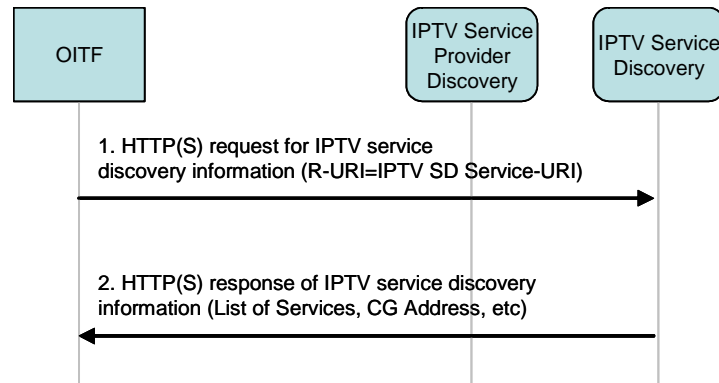 OITF
IPTV Service
Provider
Discovery
IPTV Service
Discovery
1. HTTP(S) request for IPTV service
discovery information (R-URI=IPTV SD Service-URI)
2. HTTP(S) response of IPTV service discovery
information (List of Services, CG Address, etc)